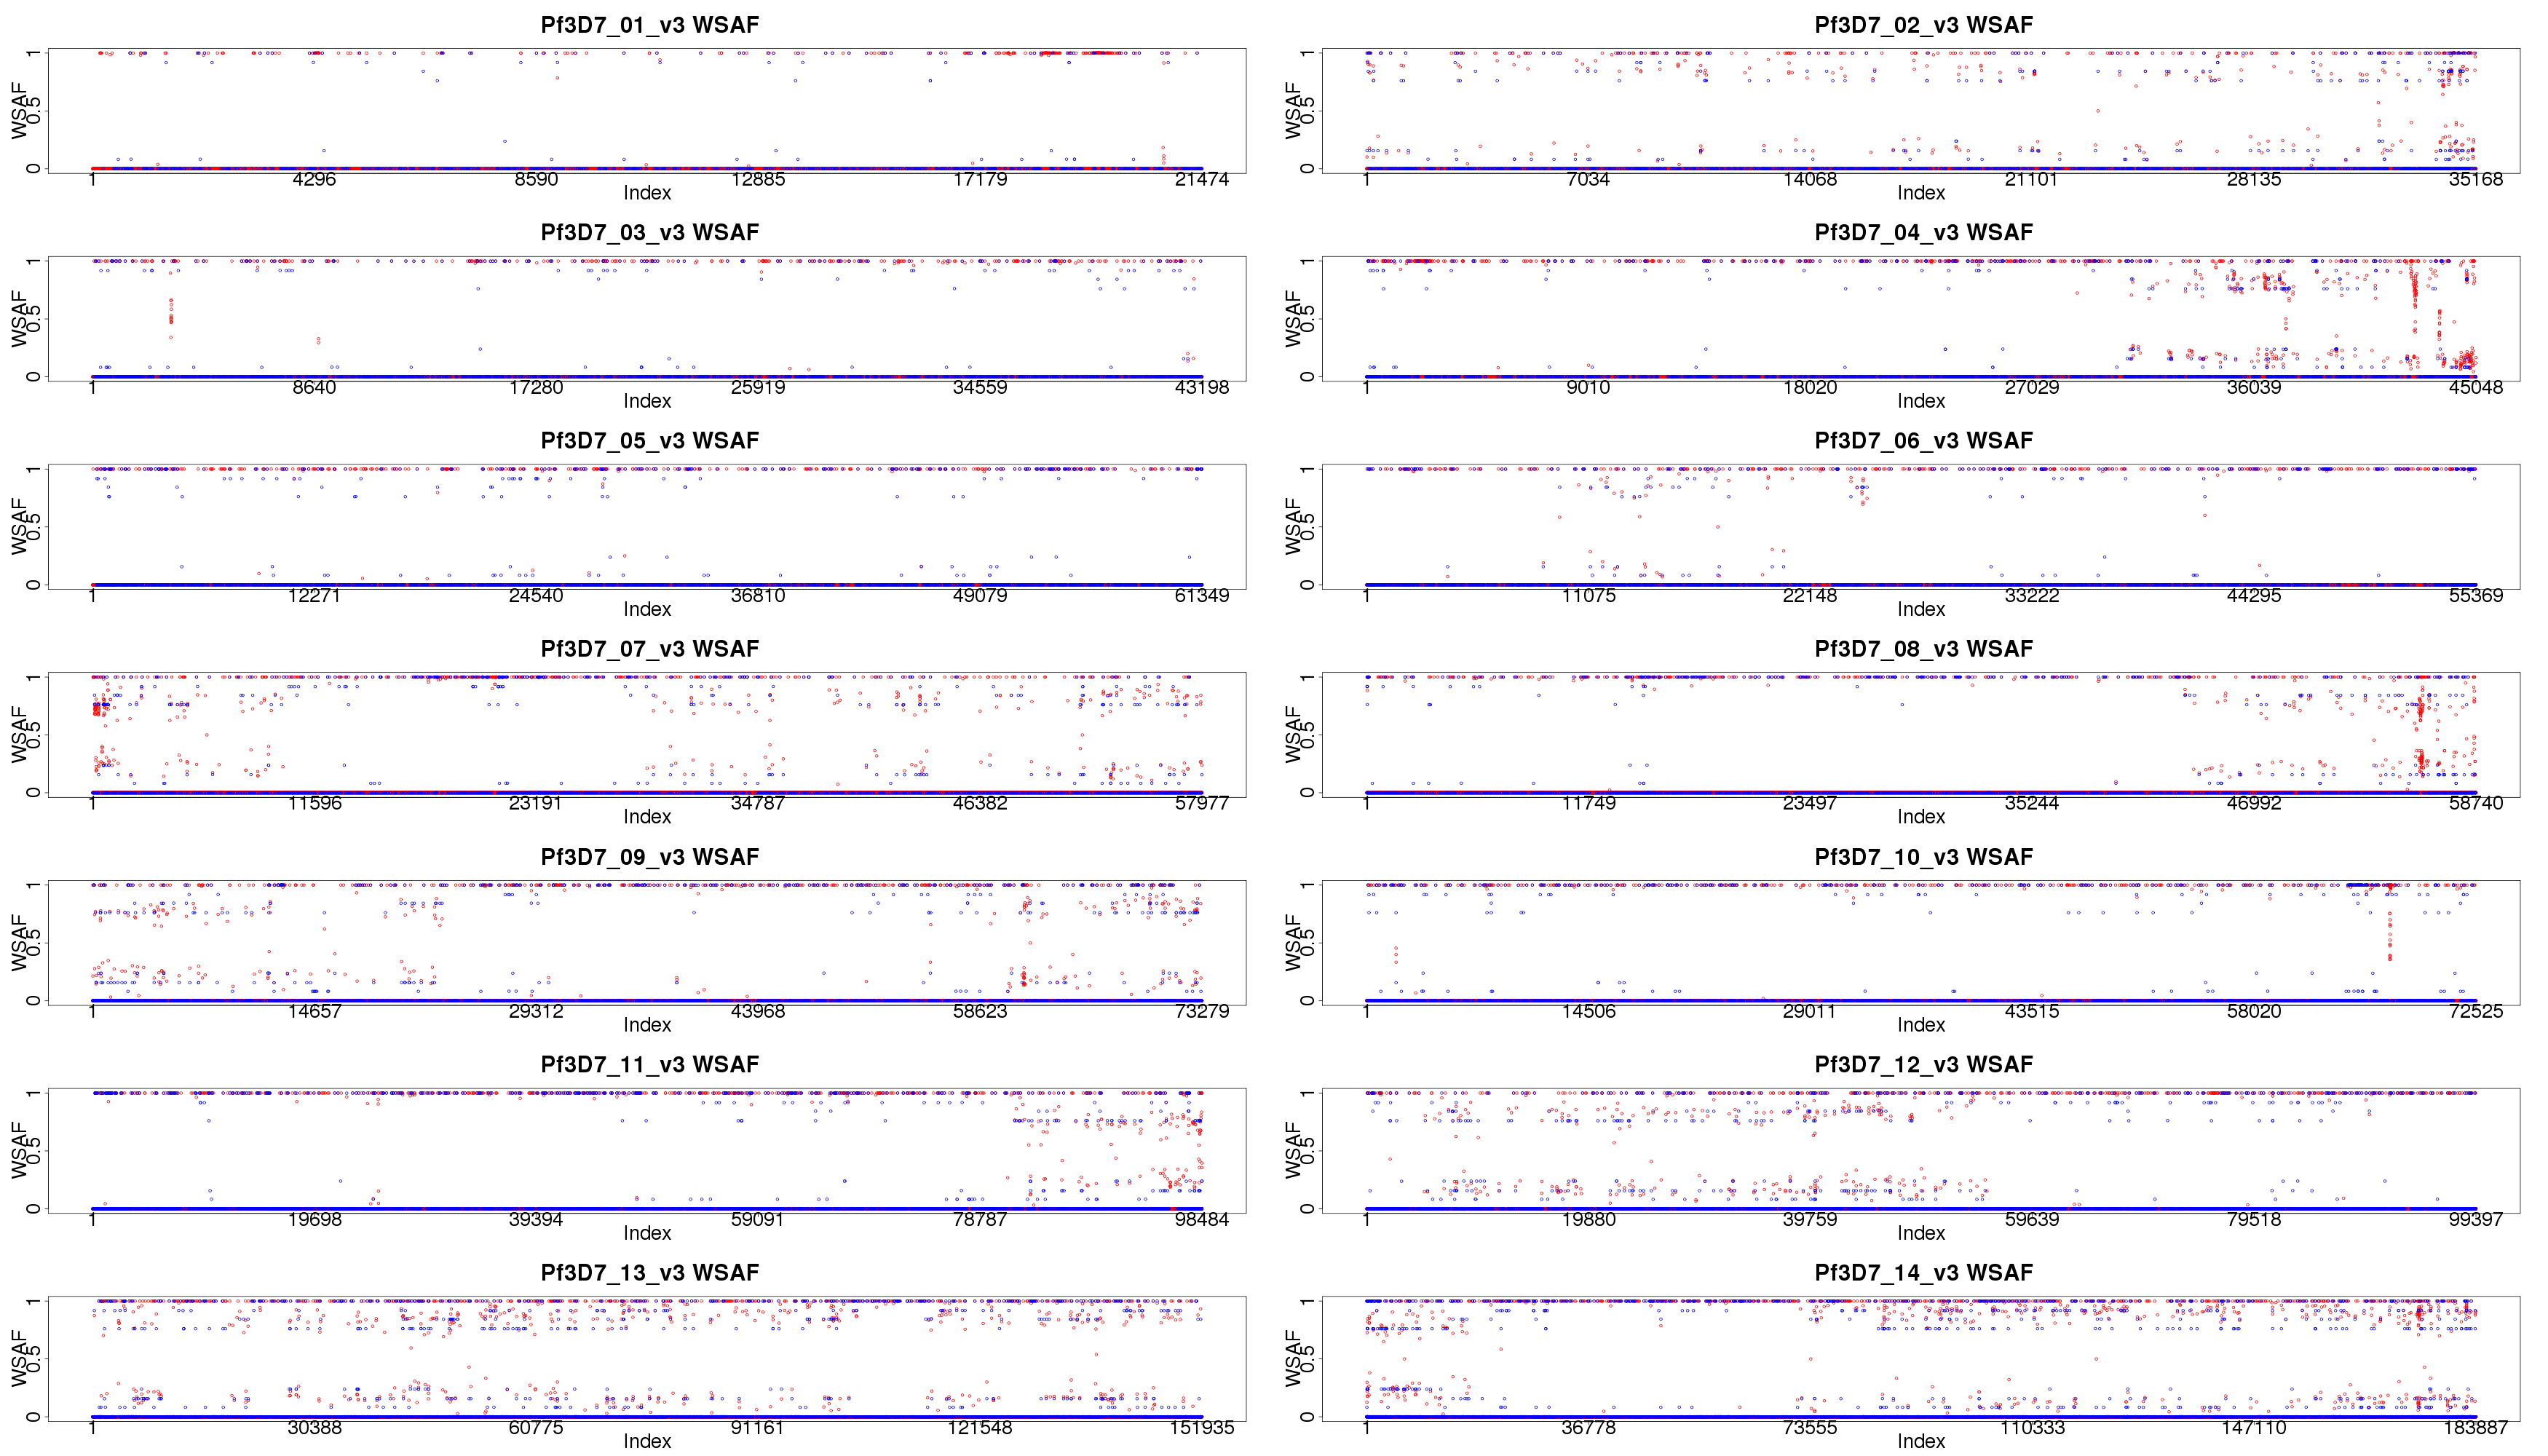 Pf3D7_01_v3 WSAF
WSAF
1
0.5
0
1 4296 8590 12885 17179 21474
Index
Pf3D7_02_v3 WSAF
WSAF
1
0.5
0
1 7034 14068 21101 28135 35168
Index
Pf3D7_03_v3 WSAF
WSAF
1
0.5
0
1 8640 17280 25919 34559 43198
Index
Pf3D7_04_v3 WSAF
WSAF
1
0.5
0
1 9010 18020 27029 36039 45048
Index
Pf3D7_05_v3 WSAF
WSAF
1
0.5
0
1 12271 24540 36810 49079 61349
Index
Pf3D7_06_v3 WSAF
WSAF
1
0.5
0
1 11075 22148 33222 44295 55369
Index
Pf3D7_07_v3 WSAF
WSAF
1
0.5
0
1 11596 23191 34787 46382 57977
Index
Pf3D7_08_v3 WSAF
WSAF
1
0.5
0
1 11749 23497 35244 46992 58740
Index
Pf3D7_09_v3 WSAF
WSAF
1
0.5
0
1 14657 29312 43968 58623 73279
Index
Pf3D7_10_v3 WSAF
WSAF
1
0.5
0
1 14506 29011 43515 58020 72525
Index
Pf3D7_11_v3 WSAF
WSAF
1
0.5
0
1 19698 39394 59091 78787 98484
Index
Pf3D7_12_v3 WSAF
WSAF
1
0.5
0
1 19880 39759 59639 79518 99397
Index
Pf3D7_13_v3 WSAF
WSAF
1
0.5
0
1 30388 60775 91161 121548 151935
Index
Pf3D7_14_v3 WSAF
WSAF
1
0.5
0
1 36778 73555 110333 147110 183887
Index